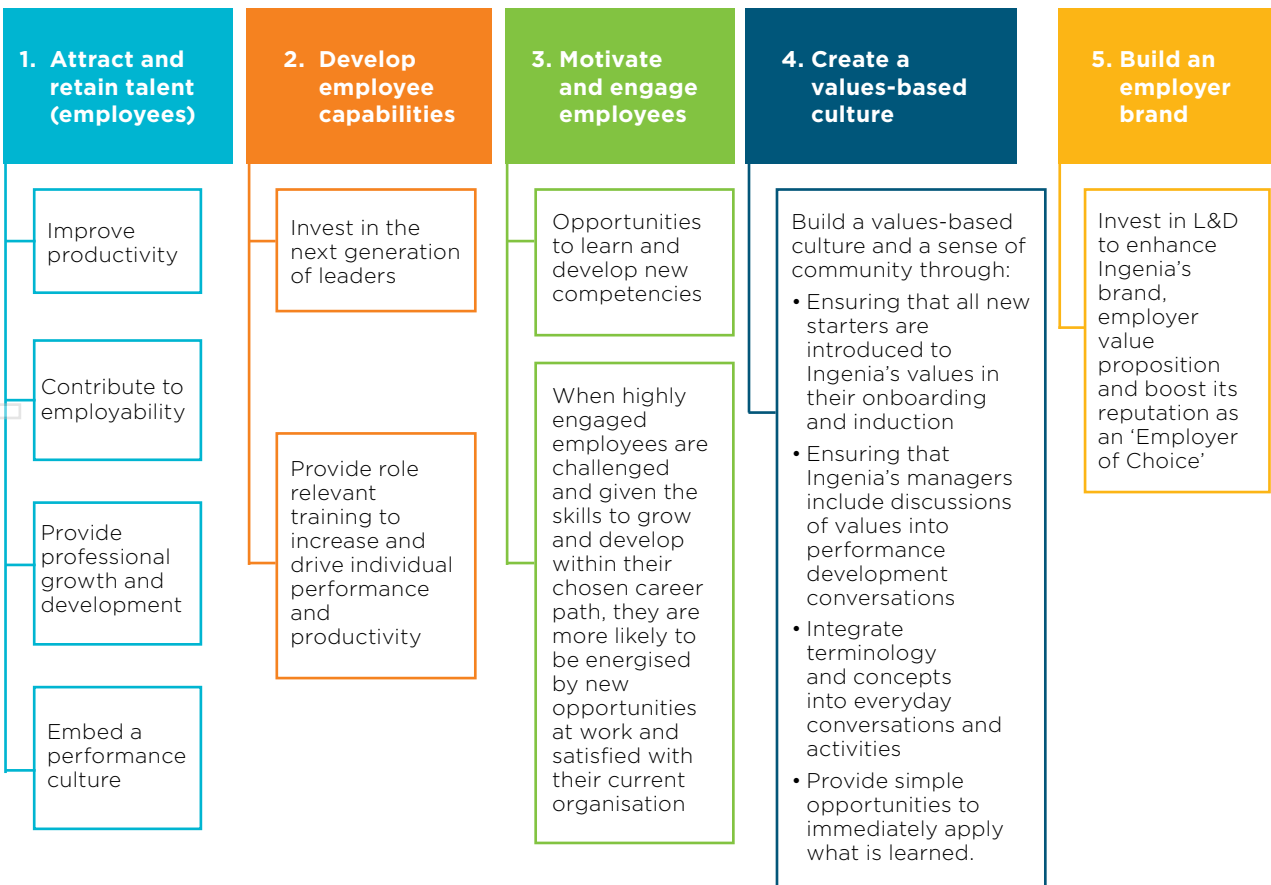 1. Attract and
retain talent
(employees)
Improve
productivity
Contribute to
employability
Provide
professional
growth and
development
Embed a
performance
culture
2. Develop
employee
capabilities
Invest in the
next generation
of leaders
Provide role
relevant
training to
increase and
drive individual
performance
and
productivity
3. Motivate
and engage
employees
Opportunities
to learn and
develop new
competencies
When highly
engaged
employees are
challenged
and given the
skills to grow
and develop
within their
chosen career
path, they are
more likely to
be energised
by new
opportunities
at work and
satisfied with
their current
organisation
4. Create a
values-based
culture
Build a values-based
culture and a sense of
community through:
• Ensuring that all new
starters are
introduced to
Ingenia’s values in
their onboarding
and induction
• Ensuring that
Ingenia’s managers
include discussions
of values into
performance
development
conversations
• Integrate
terminology
and concepts
into everyday
conversations and
activities
• Provide simple
opportunities to
immediately apply
what is learned.
5. Build an
employer
brand
Invest in L&D
to enhance
Ingenia’s
brand,
employer
value
proposition
and boost its
reputation as
an ‘Employer
of Choice’